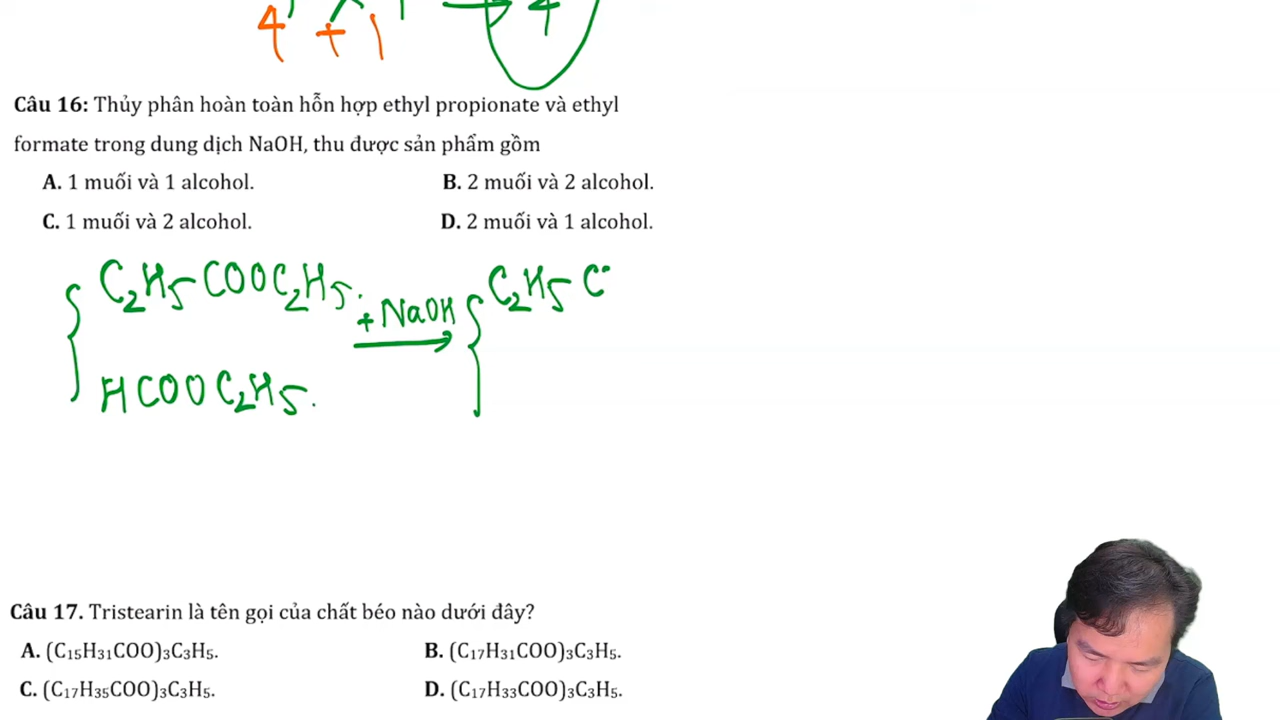 4 + 1 → 4
Câu 16: Thủy phân hoàn toàn hỗn hợp ethyl propionate và ethyl
formate trong dung dịch NaOH, thu được sản phẩm gồm
A. 1 muối và 1 alcohol. B. 2 muối và 2 alcohol.
C. 1 muối và 2 alcohol. D. 2 muối và 1 alcohol.
C₂H₅COOC₂H₅. +NaOH → C₂H₅C
HCOOC₂H₅.
Câu 17. Tristearin là tên gọi của chất béo nào dưới đây?
A. (C₁₅H₃₁COO)₃C₃H₅. B. (C₁₇H₃₁COO)₃C₃H₅.
C. (C₁₇H₃₅COO)₃C₃H₅. D. (C₁₇H₃₃COO)₃C₃H₅.